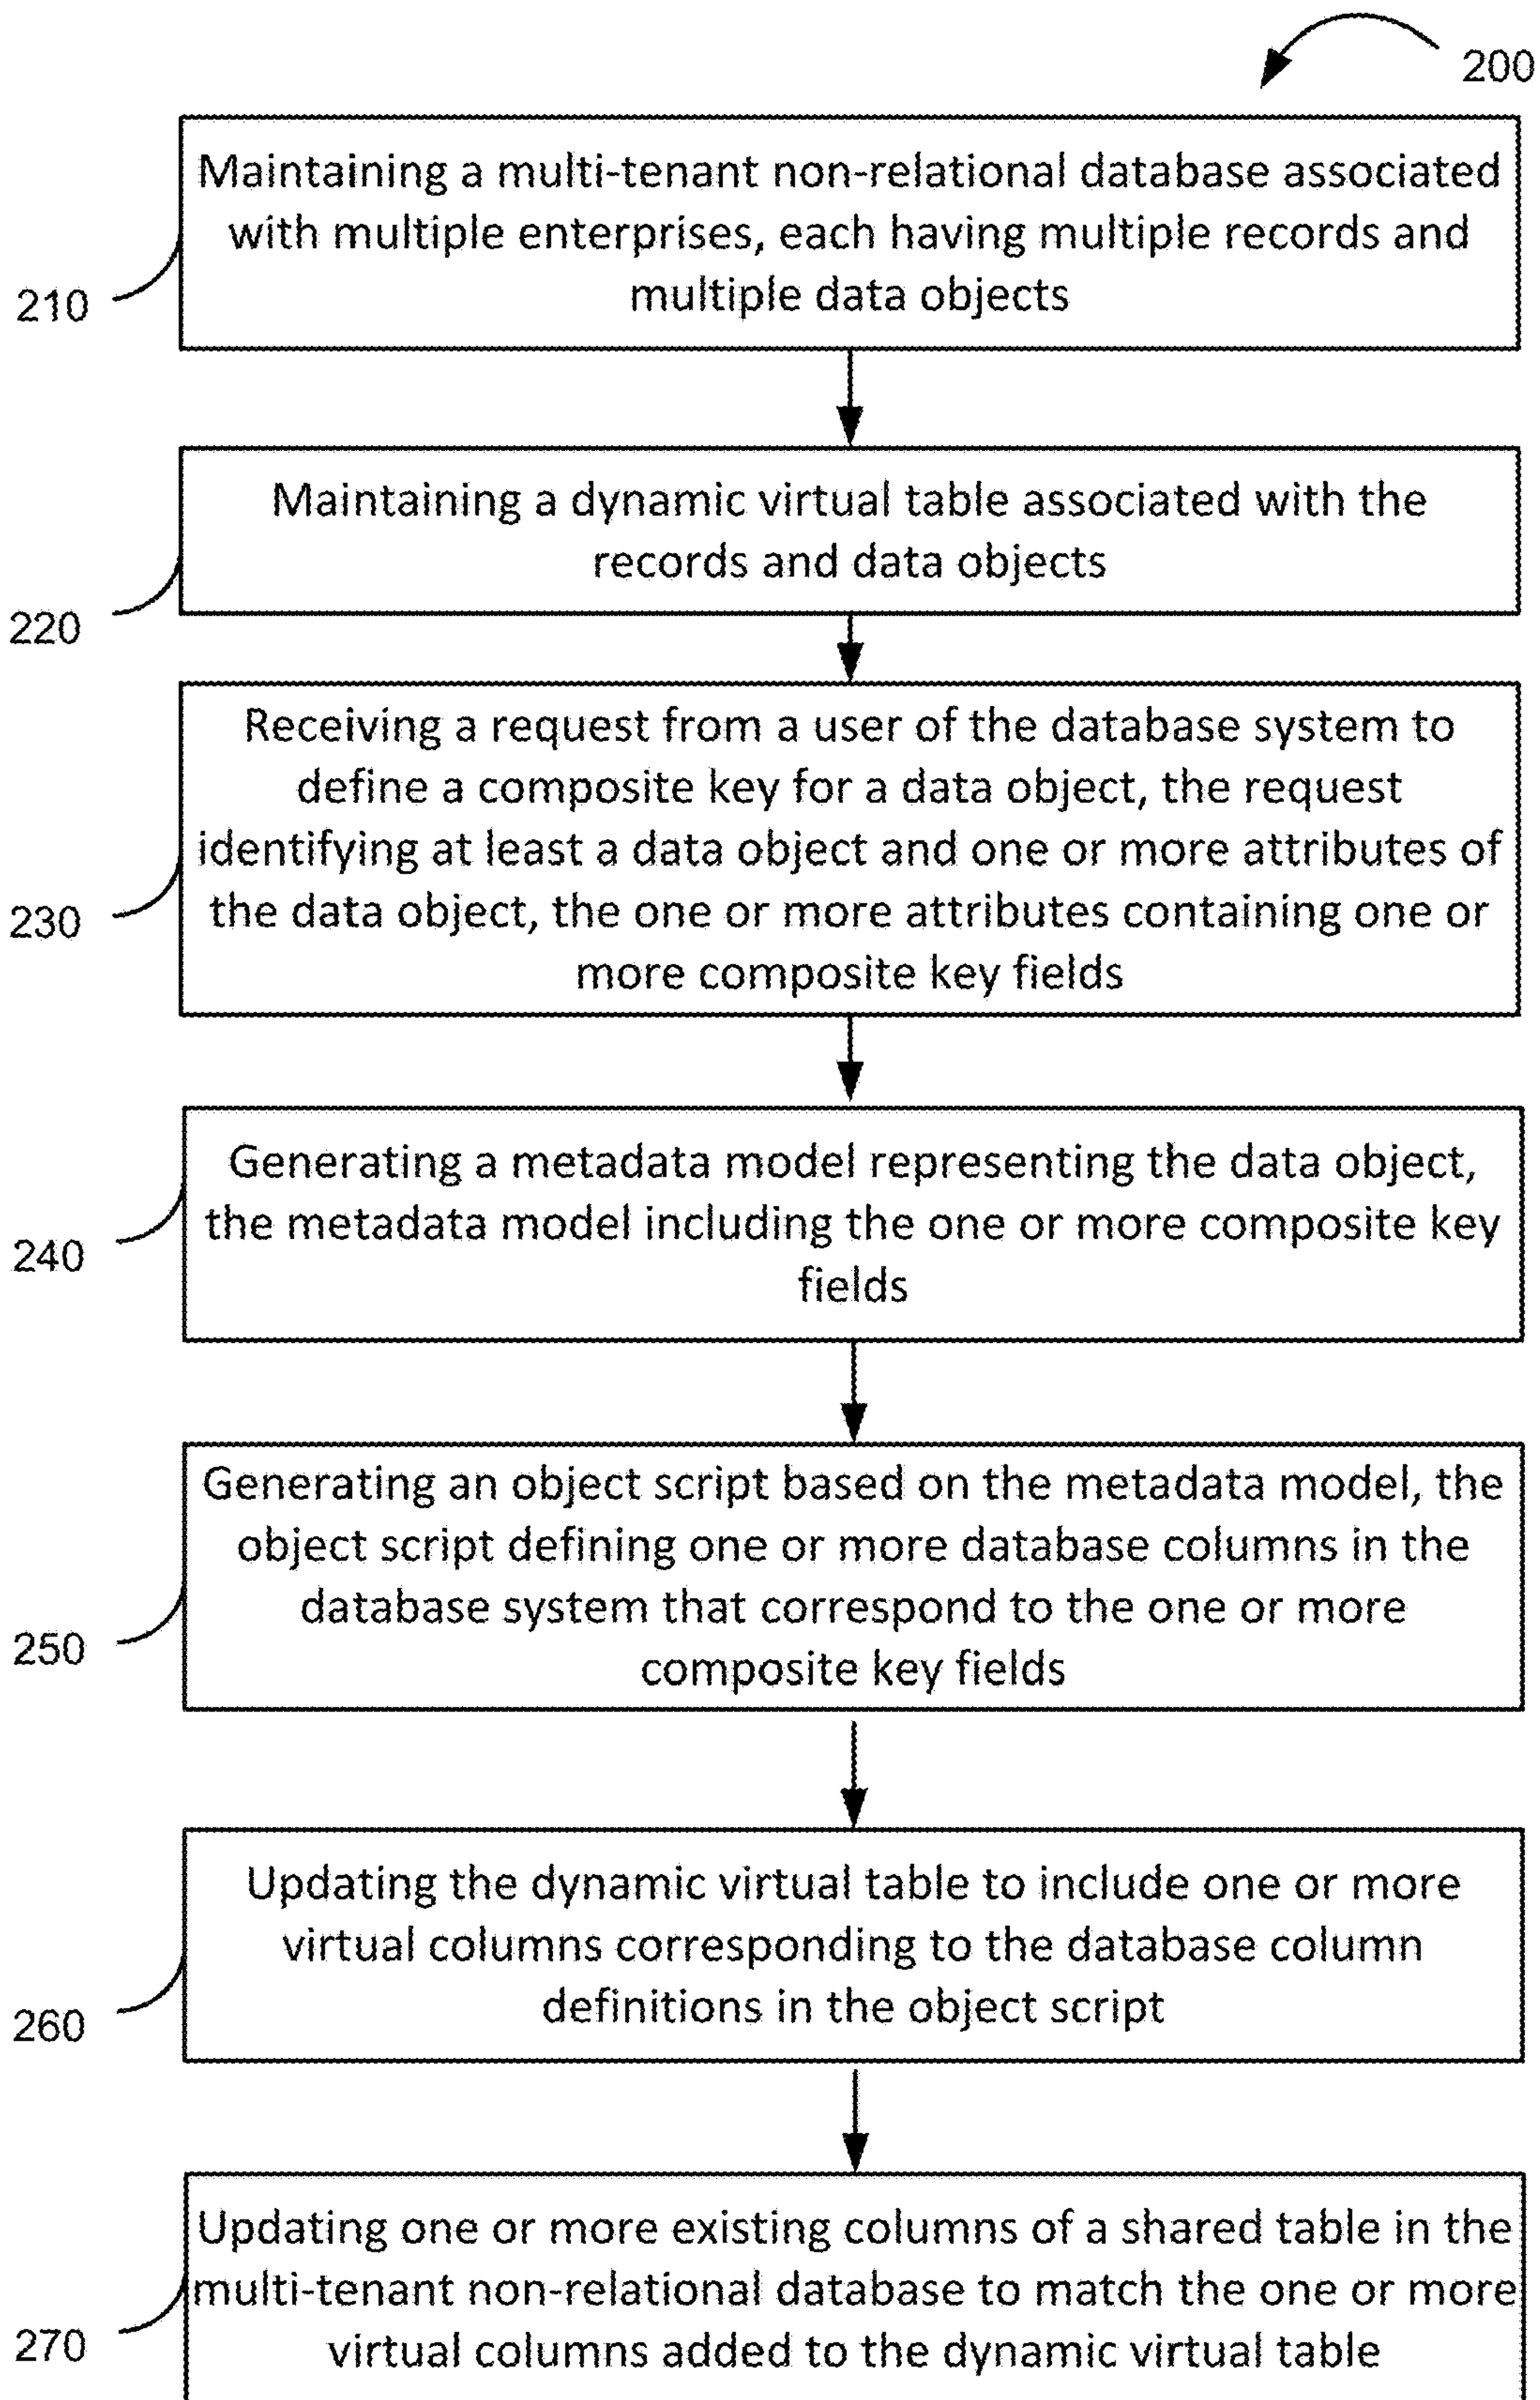 200
Maintaining a multi-tenant non-relational database associated
with multiple enterprises, each having multiple records and
multiple data objects
210
Maintaining a dynamic virtual table associated with the
records and data objects
220
Receiving a request from a user of the database system to
define a composite key for a data object, the request
identifying at least a data object and one or more attributes of
the data object, the one or more attributes containing one or
more composite key fields
230
Generating a metadata model representing the data object,
the metadata model including the one or more composite key
fields
240
Generating an object script based on the metadata model, the
object script defining one or more database columns in the
database system that correspond to the one or more
composite key fields
250
Updating the dynamic virtual table to include one or more
virtual columns corresponding to the database column
definitions in the object script
260
Updating one or more existing columns of a shared table in the
multi-tenant non-relational database to match the one or more
virtual columns added to the dynamic virtual table
270